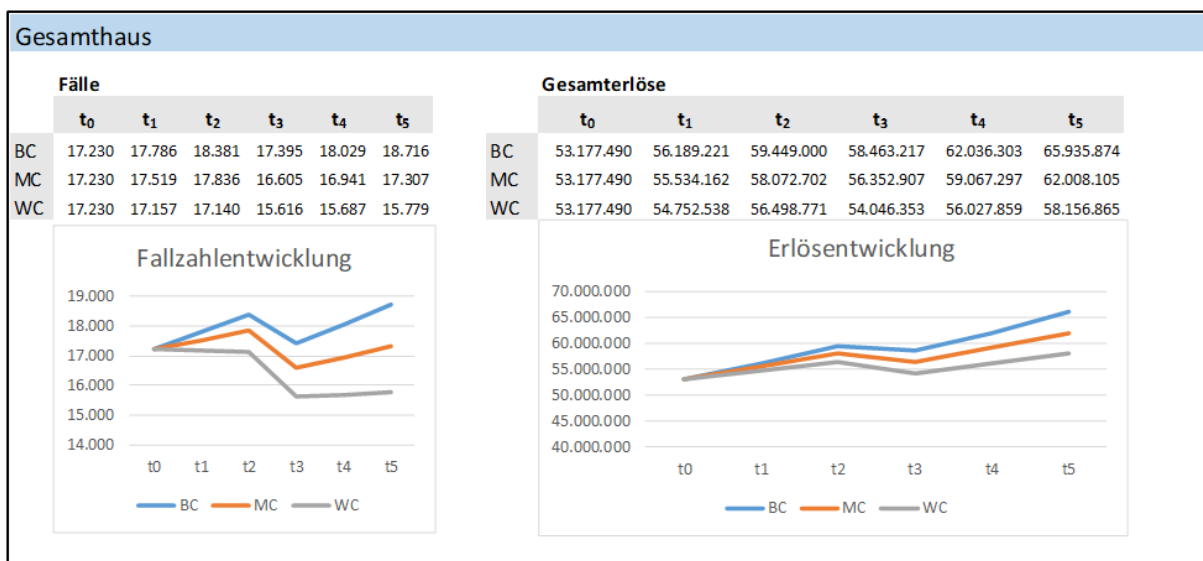 Gesamthaus
Fälle
t0 t1 t2 t3 t4 t5
BC 17.230 17.786 18.381 17.395 18.029 18.716
MC 17.230 17.519 17.836 16.605 16.941 17.307
WC 17.230 17.157 17.140 15.616 15.687 15.779
Fallzahlentwicklung
19.000
18.000
17.000
16.000
15.000
14.000
t0 t1 t2 t3 t4 t5
BC MC WC
Gesamterlöse
t0 t1 t2 t3 t4 t5
BC 53.177.490 56.189.221 59.449.000 58.463.217 62.036.303 65.935.874
MC 53.177.490 55.534.162 58.072.702 56.352.907 59.067.297 62.008.105
WC 53.177.490 54.752.538 56.498.771 54.046.353 56.027.859 58.156.865
Erlösentwicklung
70.000.000
65.000.000
60.000.000
55.000.000
50.000.000
45.000.000
40.000.000
t0 t1 t2 t3 t4 t5
BC MC WC